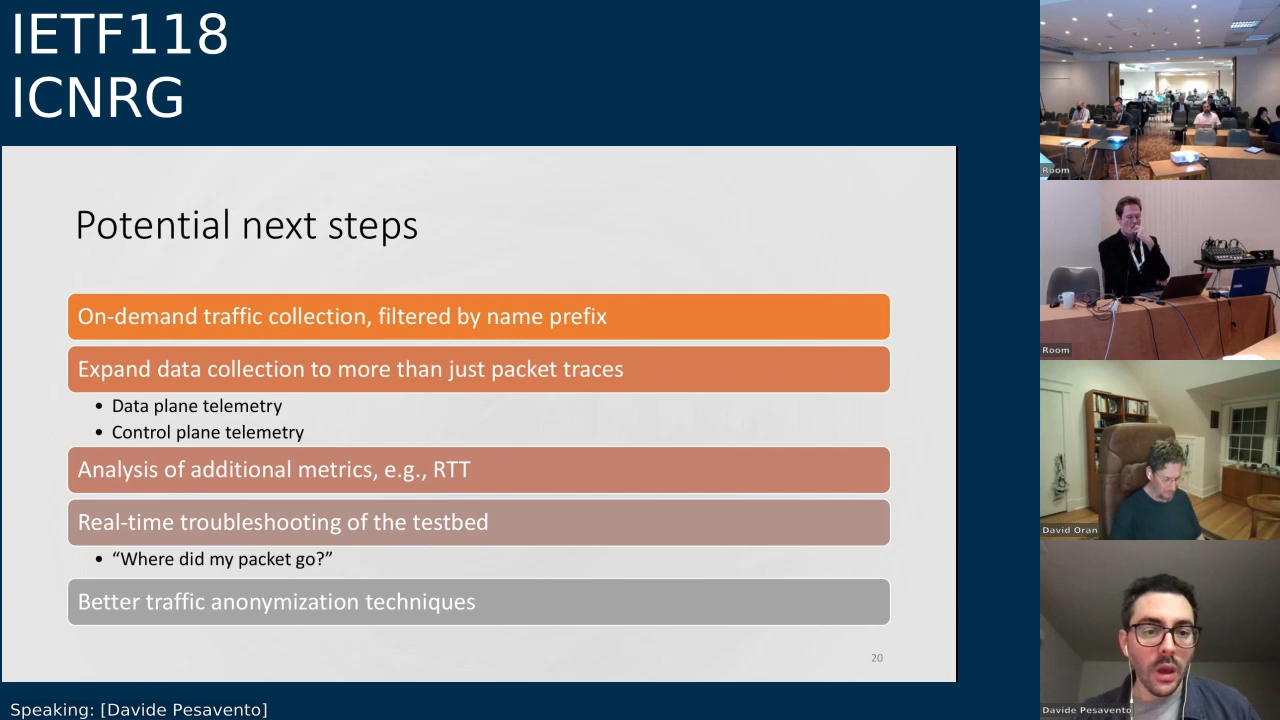 IETF118
ICNRG
Potential next steps
On-demand traffic collection, filtered by name prefix
Expand data collection to more than just packet traces
• Data plane telemetry
• Control plane telemetry
Analysis of additional metrics, e.g., RTT
Real-time troubleshooting of the testbed
• “Where did my packet go?”
Better traffic anonymization techniques
20
Speaking: [Davide Pesavento]
Room
Room
David Oran
Davide Pesavento